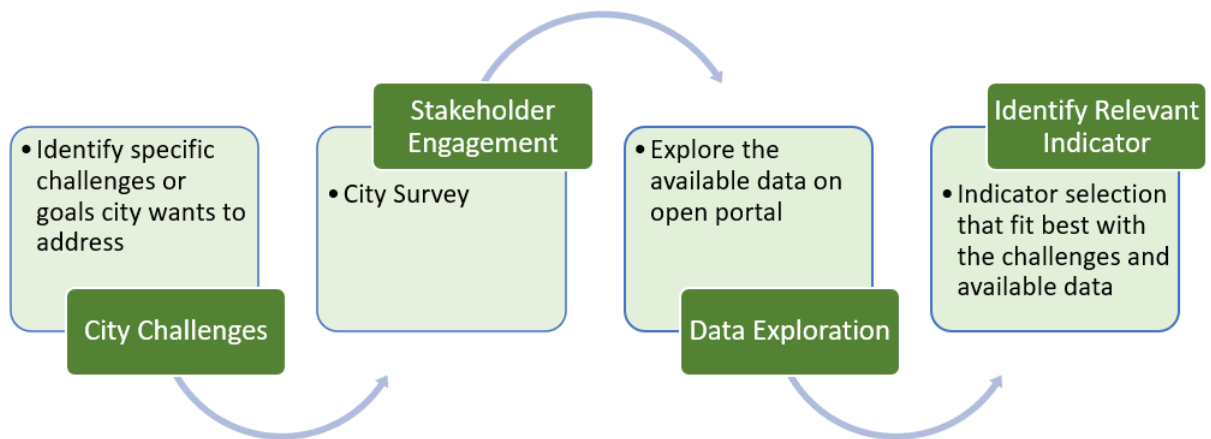 • Identify specific
challenges or
goals city wants to
address
City Challenges
Stakeholder
Engagement
• City Survey
• Explore the
available data on
open portal
Data Exploration
Identify Relevant
Indicator
• Indicator selection
that fit best with
the challenges and
available data